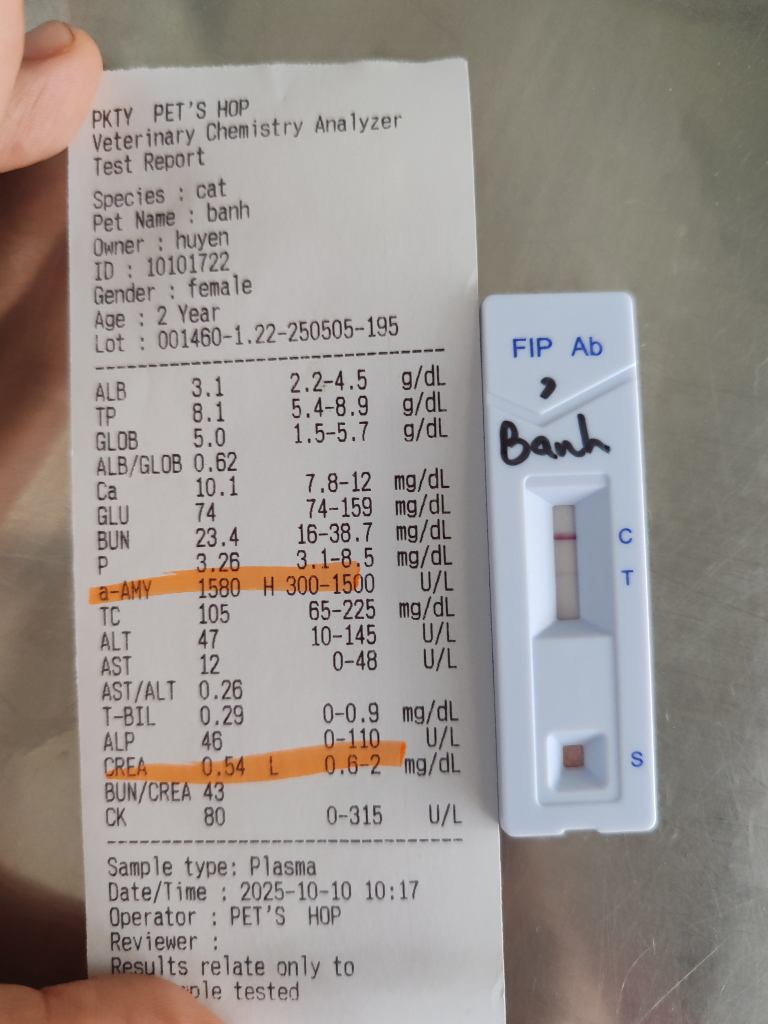 PKTY PET'S HOP
Veterinary Chemistry Analyzer
Test Report
Species : cat
Pet Name : banh
Owner : huyen
ID : 10101722
Gender : female
Age : 2 Year
Lot : 001460-1.22-250505-195
ALB 3.1 2.2-4.5 g/dL
TP 8.1 5.4-8.9 g/dL
GLOB 5.0 1.5-5.7 g/dL
ALB/GLOB 0.62
Ca 10.1 7.8-12 mg/dL
GLU 74 74-159 mg/dL
BUN 23.4 16-38.7 mg/dL
P 3.26 3.1-8.5 mg/dL
a-AMY 1580 H 300-1500 U/L
TC 105 65-225 mg/dL
ALT 47 10-145 U/L
AST 12 0-48 U/L
AST/ALT 0.26
T-BIL 0.29 0-0.9 mg/dL
ALP 46 0-110 U/L
CREA 0.54 L 0.6-2 mg/dL
BUN/CREA 43
CK 80 0-315 U/L
Sample type: Plasma
Date/Time : 2025-10-10 10:17
Operator : PET'S HOP
Reviewer :
Results relate only to
tested
FIP Ab
Banh
C
T
S